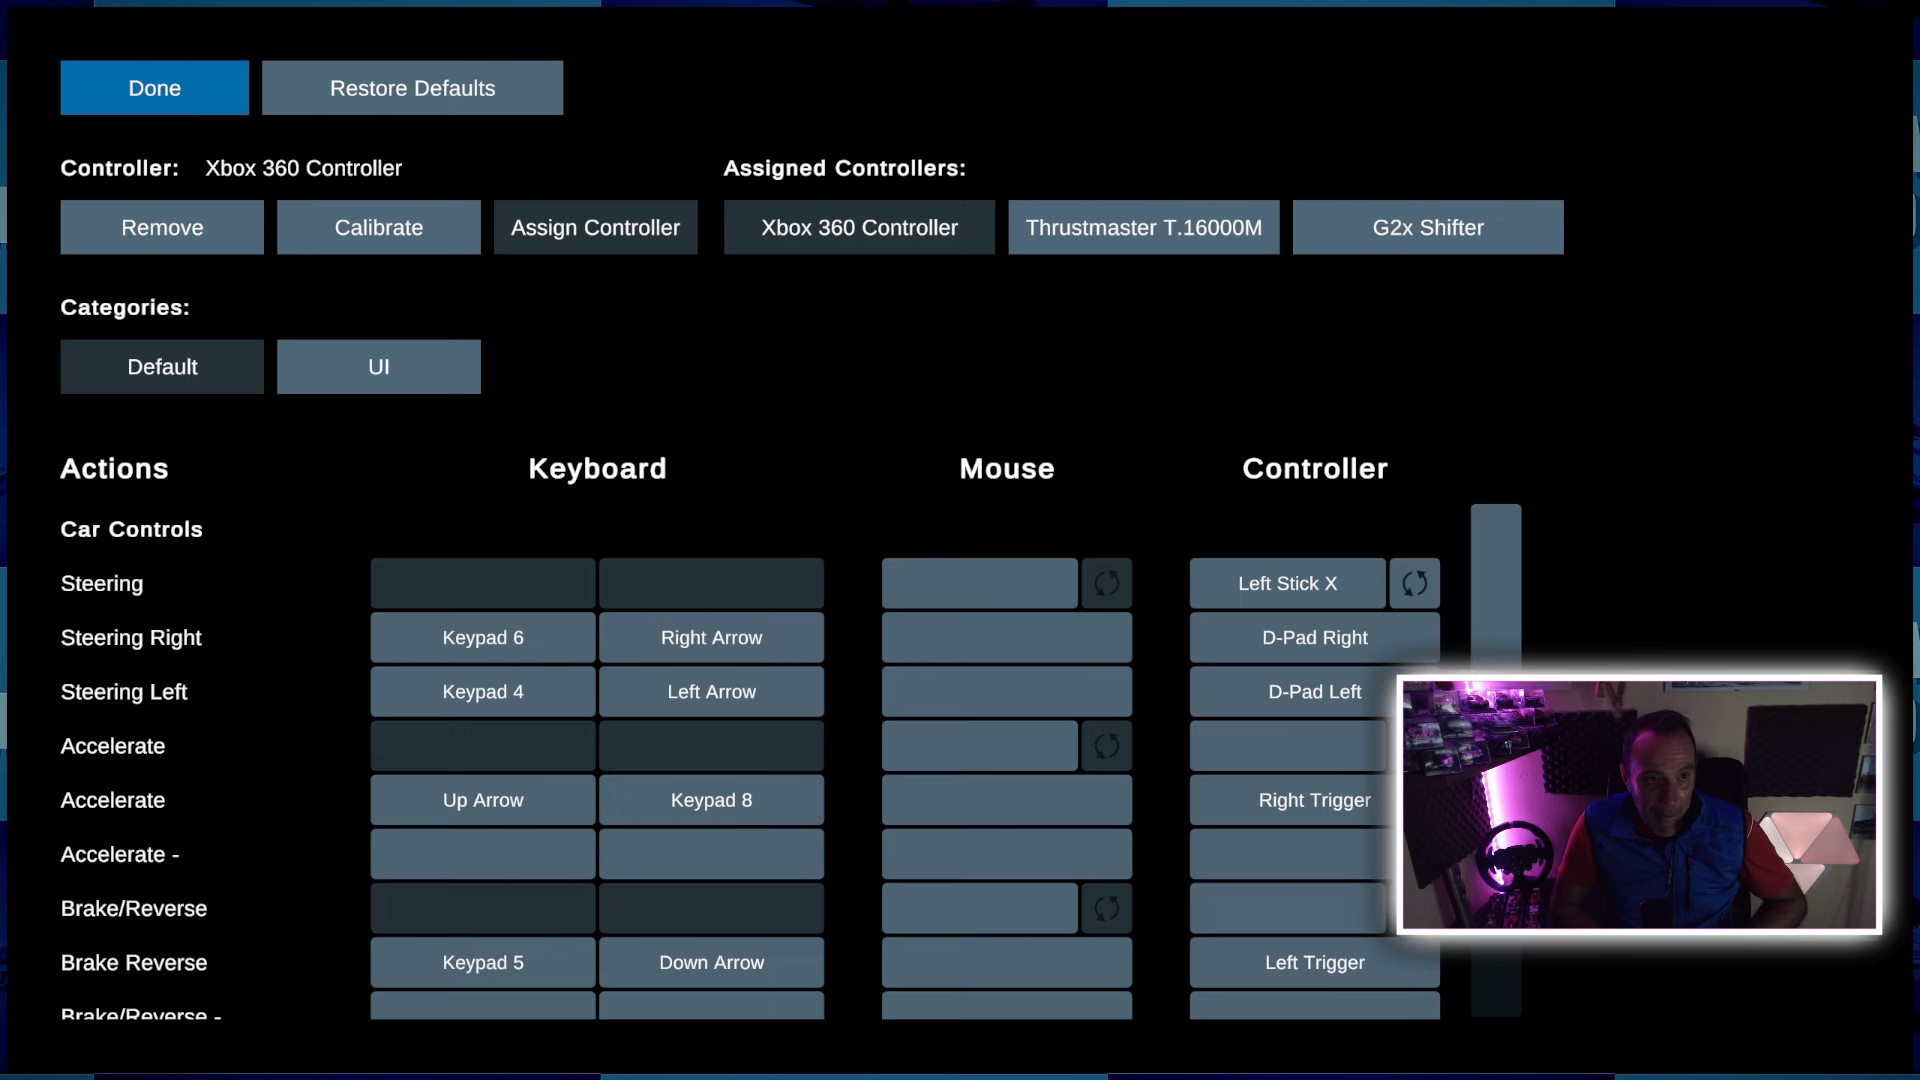 Done Restore Defaults
Controller: Xbox 360 Controller Assigned Controllers:
Remove Calibrate Assign Controller Xbox 360 Controller Thrustmaster T.16000M G2x Shifter
Categories:
Default UI
Actions Keyboard Mouse Controller
Car Controls
Steering Left Stick X
Steering Right Keypad 6 Right Arrow D-Pad Right
Steering Left Keypad 4 Left Arrow D-Pad Left
Accelerate
Accelerate Up Arrow Keypad 8 Right Trigger
Accelerate -
Brake/Reverse
Brake Reverse Keypad 5 Down Arrow Left Trigger
Brake/Reverse -